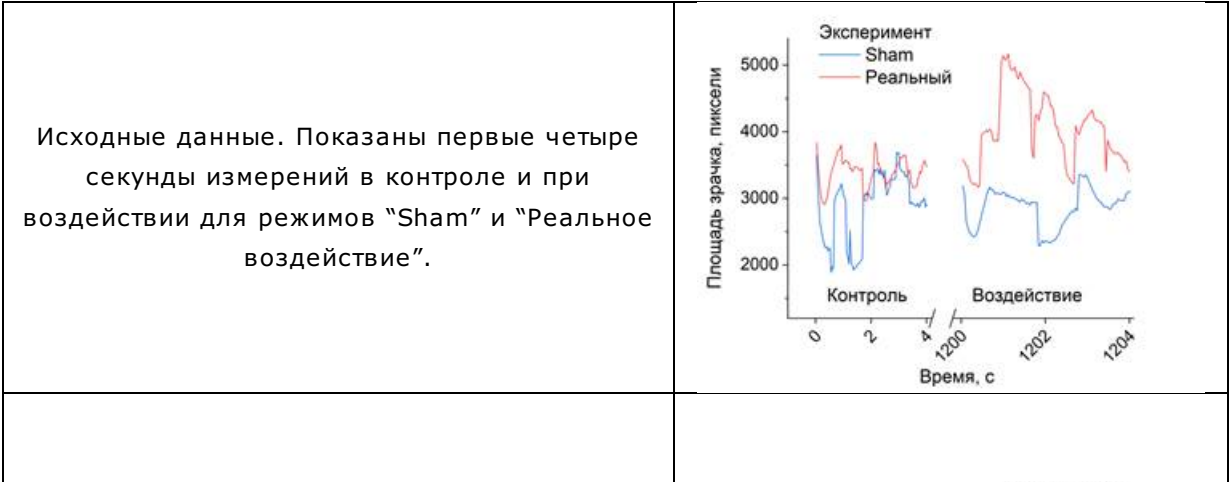 Исходные данные. Показаны первые четыре
секунды измерений в контроле и при
воздействии для режимов “Sham” и “Реальное
воздействие”.
Эксперимент
Sham
Реальный
Площадь зрачка, пиксели
5000
4000
3000
2000
Контроль
Воздействие
0
2
4
1200
1202
1204
Время, с